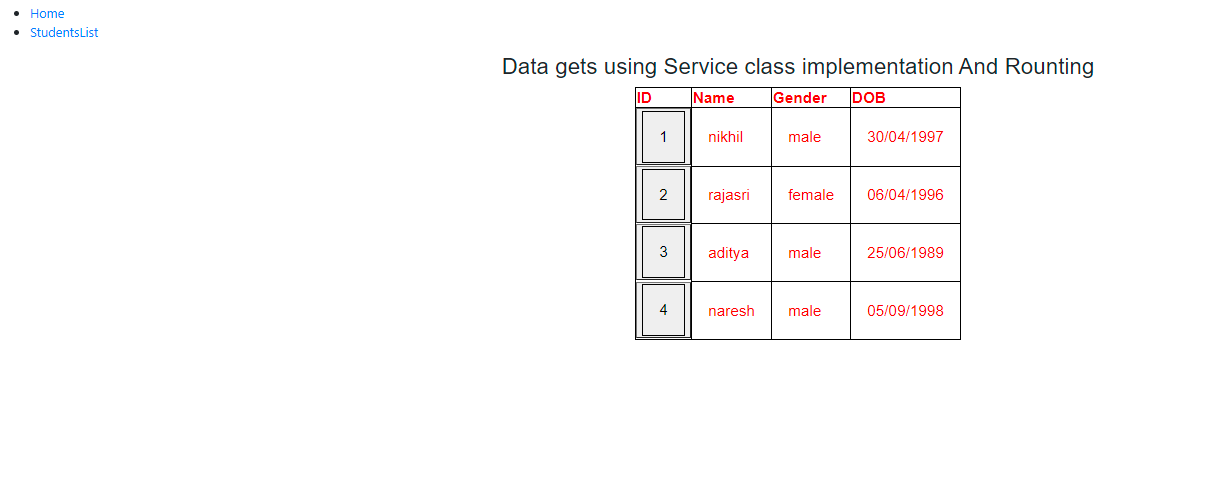 Home
StudentsList
Data gets using Service class implementation And Rounting
ID Name Gender DOB
1 nikhil male 30/04/1997
2 rajasri female 06/04/1996
3 aditya male 25/06/1989
4 naresh male 05/09/1998